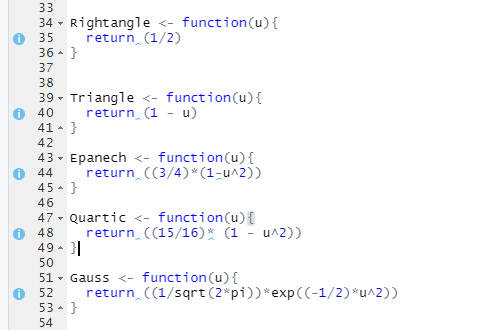 33
34 Rightangle <- function(u){
35   return (1/2)
36 }
37
38
39 Triangle <- function(u){
40   return (1 - u)
41 }
42
43 Epanech <- function(u){
44   return ((3/4)*(1-u^2))
45 }
46
47 Quartic <- function(u){
48   return ((15/16)* (1 - u^2))
49 }
50
51 Gauss <- function(u){
52   return ((1/sqrt(2*pi))*exp((-1/2)*u^2))
53 }
54